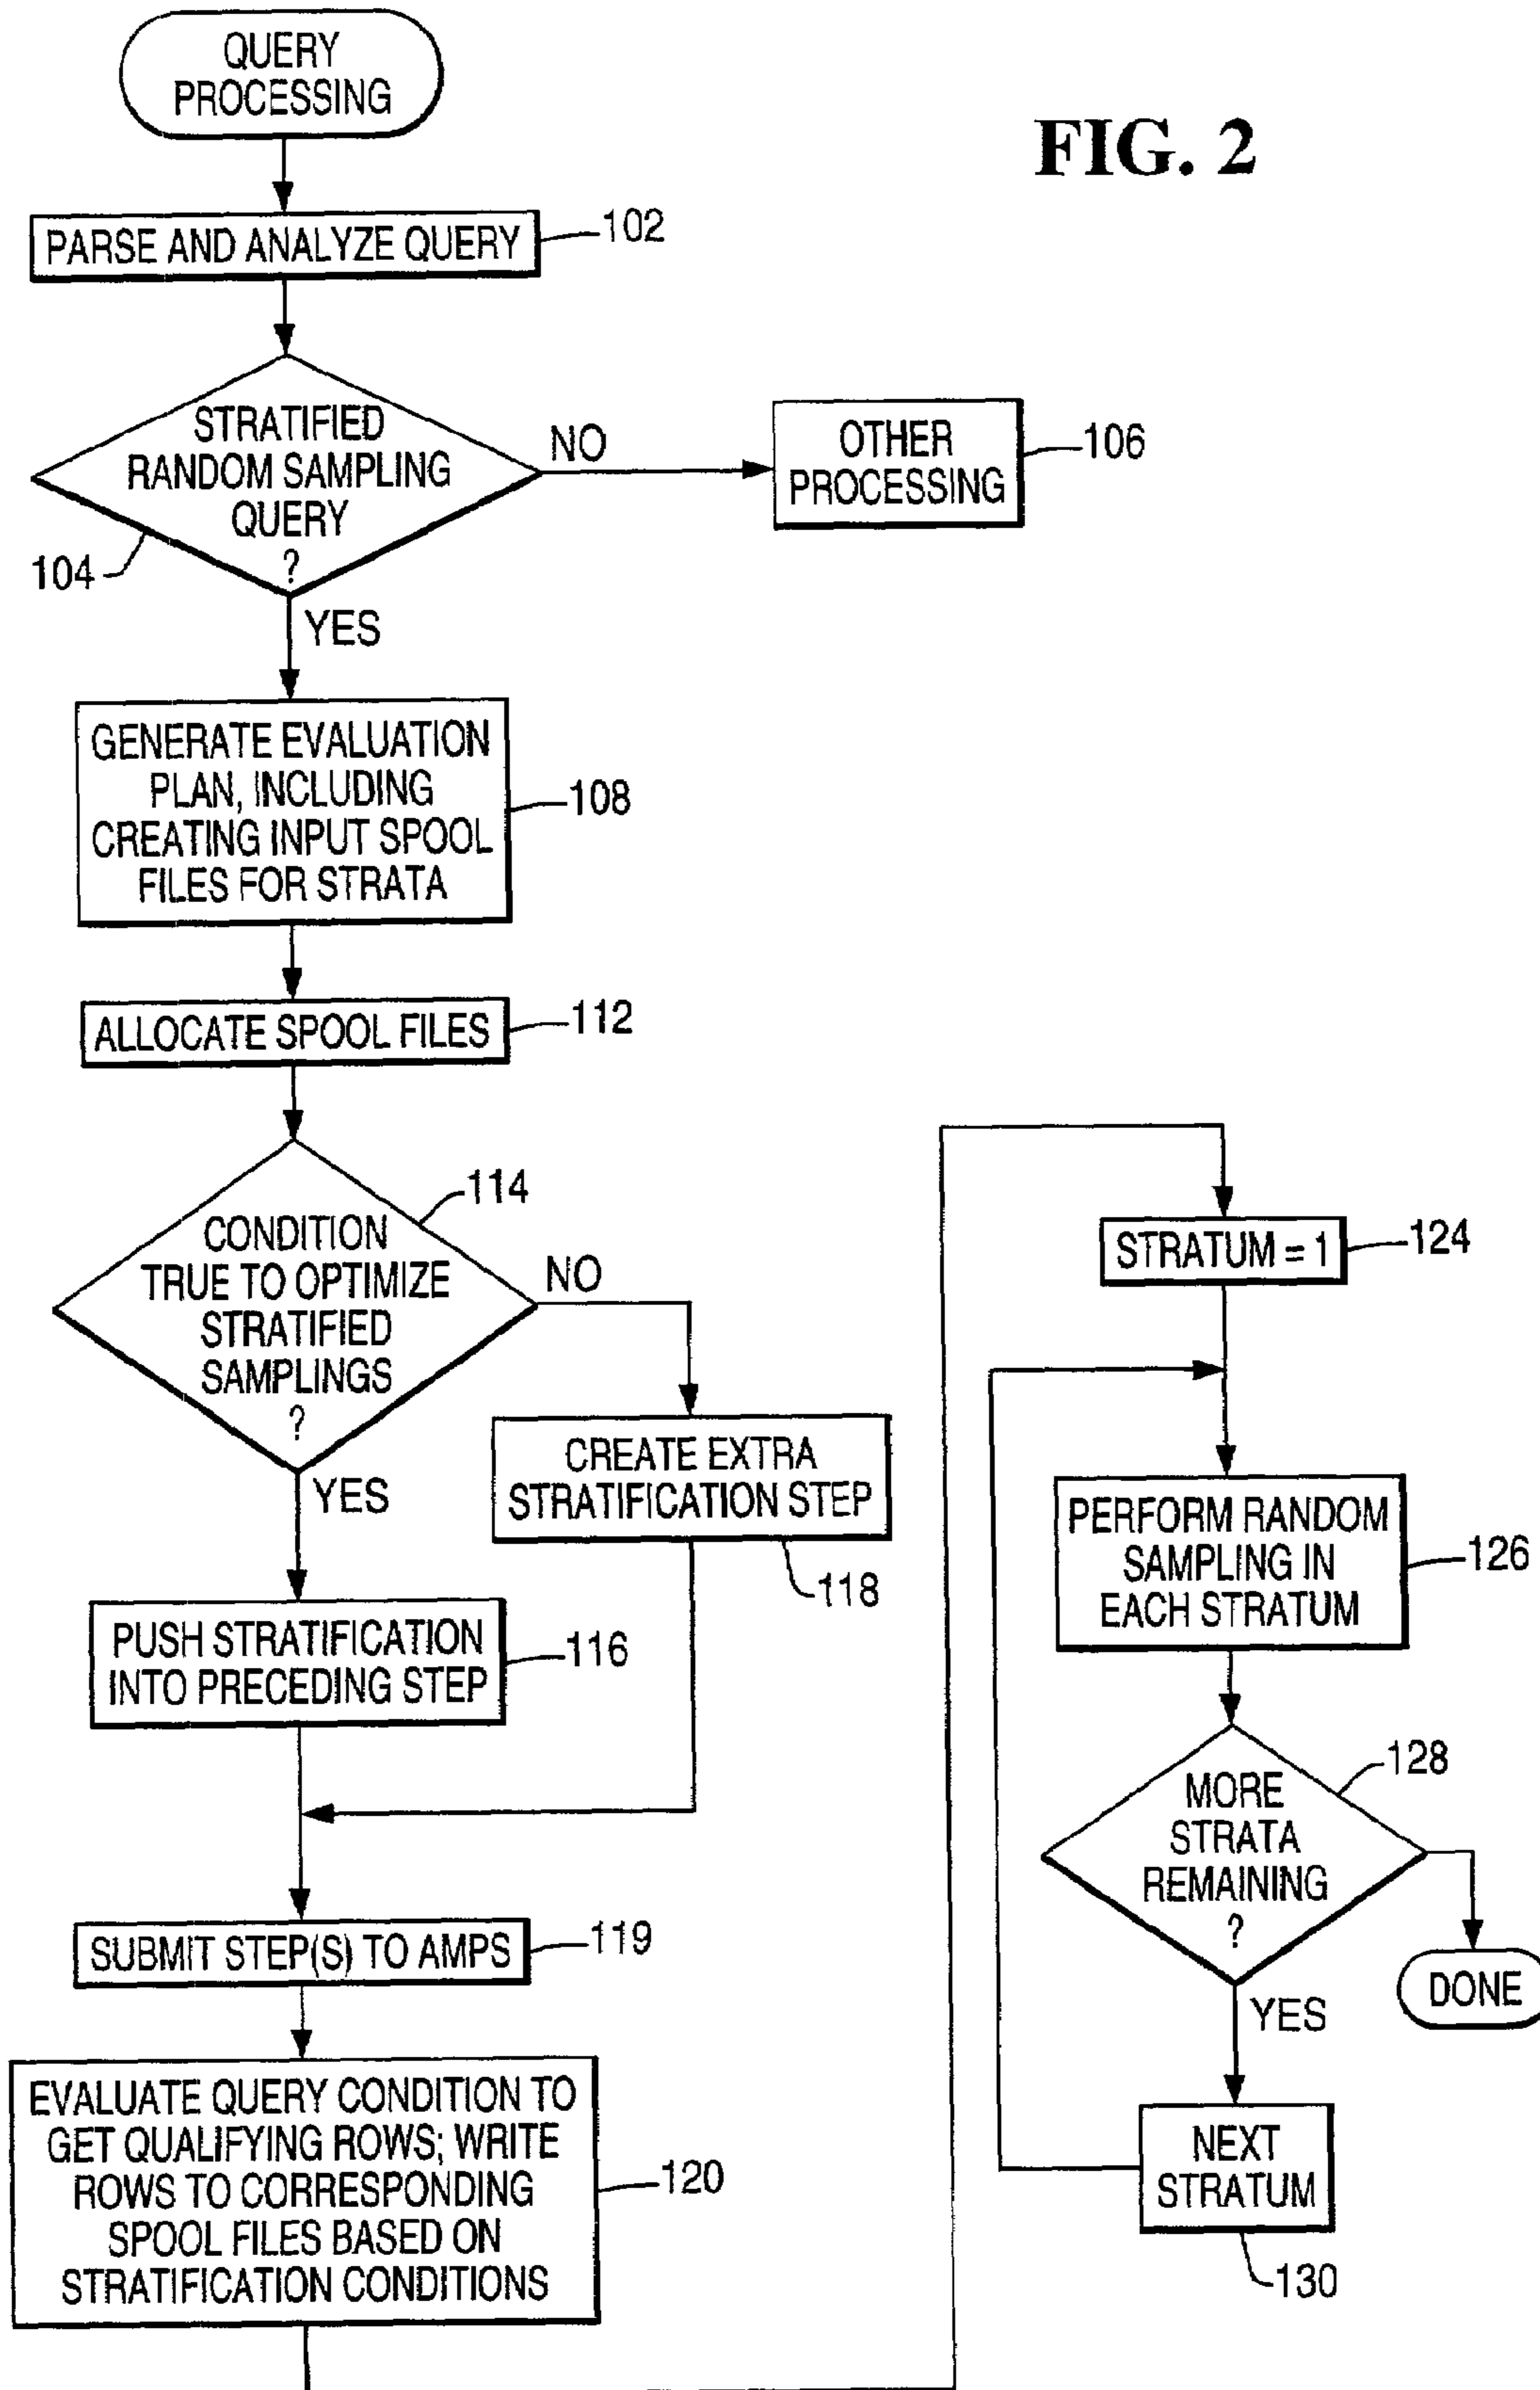 QUERY
PROCESSING
FIG. 2
PARSE AND ANALYZE QUERY
102
STRATIFIED
RANDOM SAMPLING
QUERY
?
104
NO
OTHER
PROCESSING
106
YES
GENERATE EVALUATION
PLAN, INCLUDING
CREATING INPUT SPOOL
FILES FOR STRATA
108
ALLOCATE SPOOL FILES
112
CONDITION
TRUE TO OPTIMIZE
STRATIFIED
SAMPLINGS
?
114
NO
CREATE EXTRA
STRATIFICATION STEP
118
YES
PUSH STRATIFICATION
INTO PRECEDING STEP
116
SUBMIT STEP(S) TO AMPS
119
EVALUATE QUERY CONDITION TO
GET QUALIFYING ROWS; WRITE
ROWS TO CORRESPONDING
SPOOL FILES BASED ON
STRATIFICATION CONDITIONS
120
STRATUM = 1
124
PERFORM RANDOM
SAMPLING IN
EACH STRATUM
126
MORE
STRATA
REMAINING
?
128
DONE
YES
NEXT
STRATUM
130